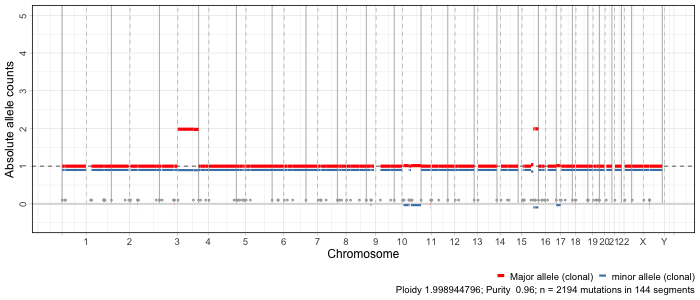 5
4
3
2
1
0
Absolute allele counts
1 2 3 4 5 6 7 8 9 10 11 12 13 14 15 16 17 18 19 20 21 22 X Y
Chromosome
Major allele (clonal) minor allele (clonal)
Ploidy 1.998944796; Purity 0.96; n = 2194 mutations in 144 segments